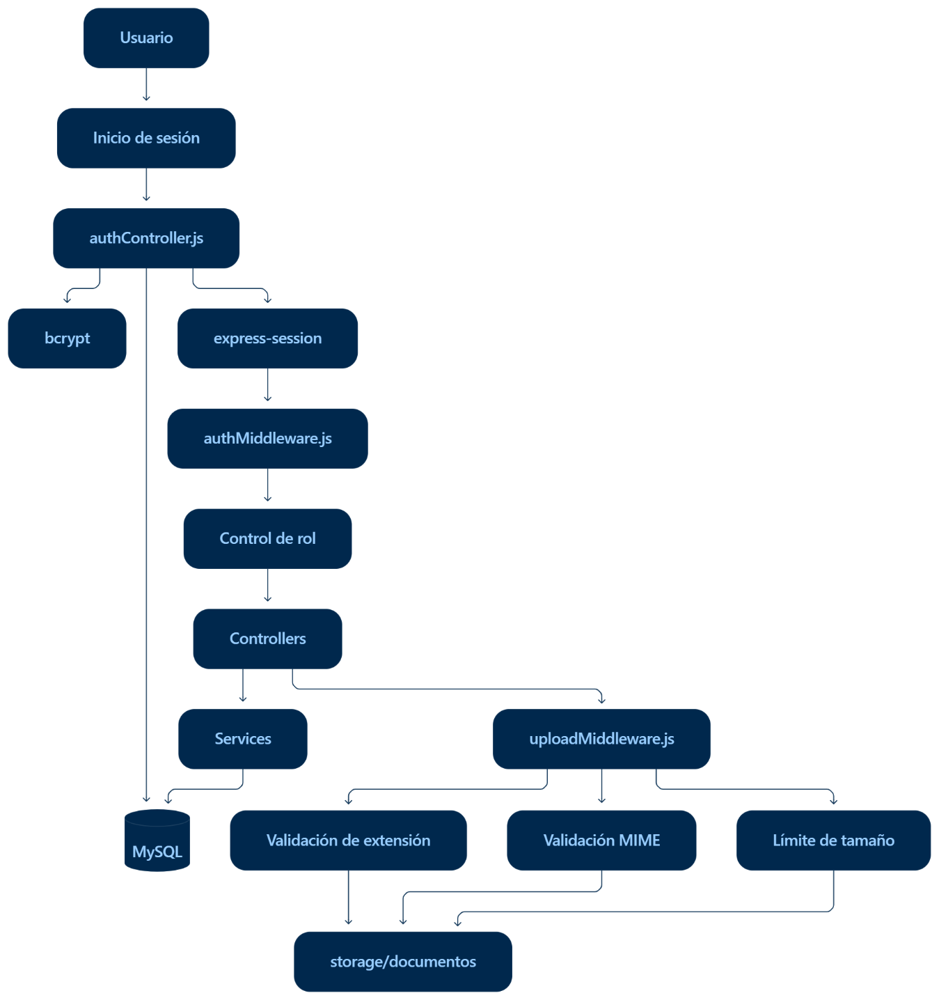 Usuario
Inicio de sesión
authController.js
bcrypt
express-session
authMiddleware.js
Control de rol
Controllers
Services
uploadMiddleware.js
MySQL
Validación de extensión
Validación MIME
Límite de tamaño
storage/documentos